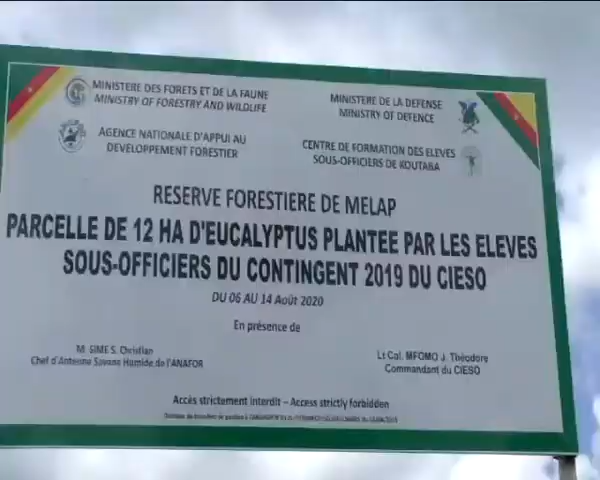 MINISTERE DES FORETS ET DE LA FAUNE
MINISTRY OF FORESTRY AND WILDLIFE
AGENCE NATIONALE D'APPUI AU
DEVELOPPEMENT FORESTIER
MINISTERE DE LA DEFENSE
MINISTRY OF DEFENCE
CENTRE DE FORMATION DES ELEVES
SOUS-OFFICIERS DE KOUTABA
RESERVE FORESTIERE DE MELAP
PARCELLE DE 12 HA D'EUCALYPTUS PLANTEE PAR LES ELEVES
SOUS-OFFICIERS DU CONTINGENT 2019 DU CIESO
DU 06 AU 14 Août 2020
En présence de
M. SIME S. Christian
Chef d'Antenne Savane Humide de l'ANAFOR
Lt Col. MFOMO J. Théodore
Commandant du CIESO
Accès strictement interdit – Access strictly forbidden